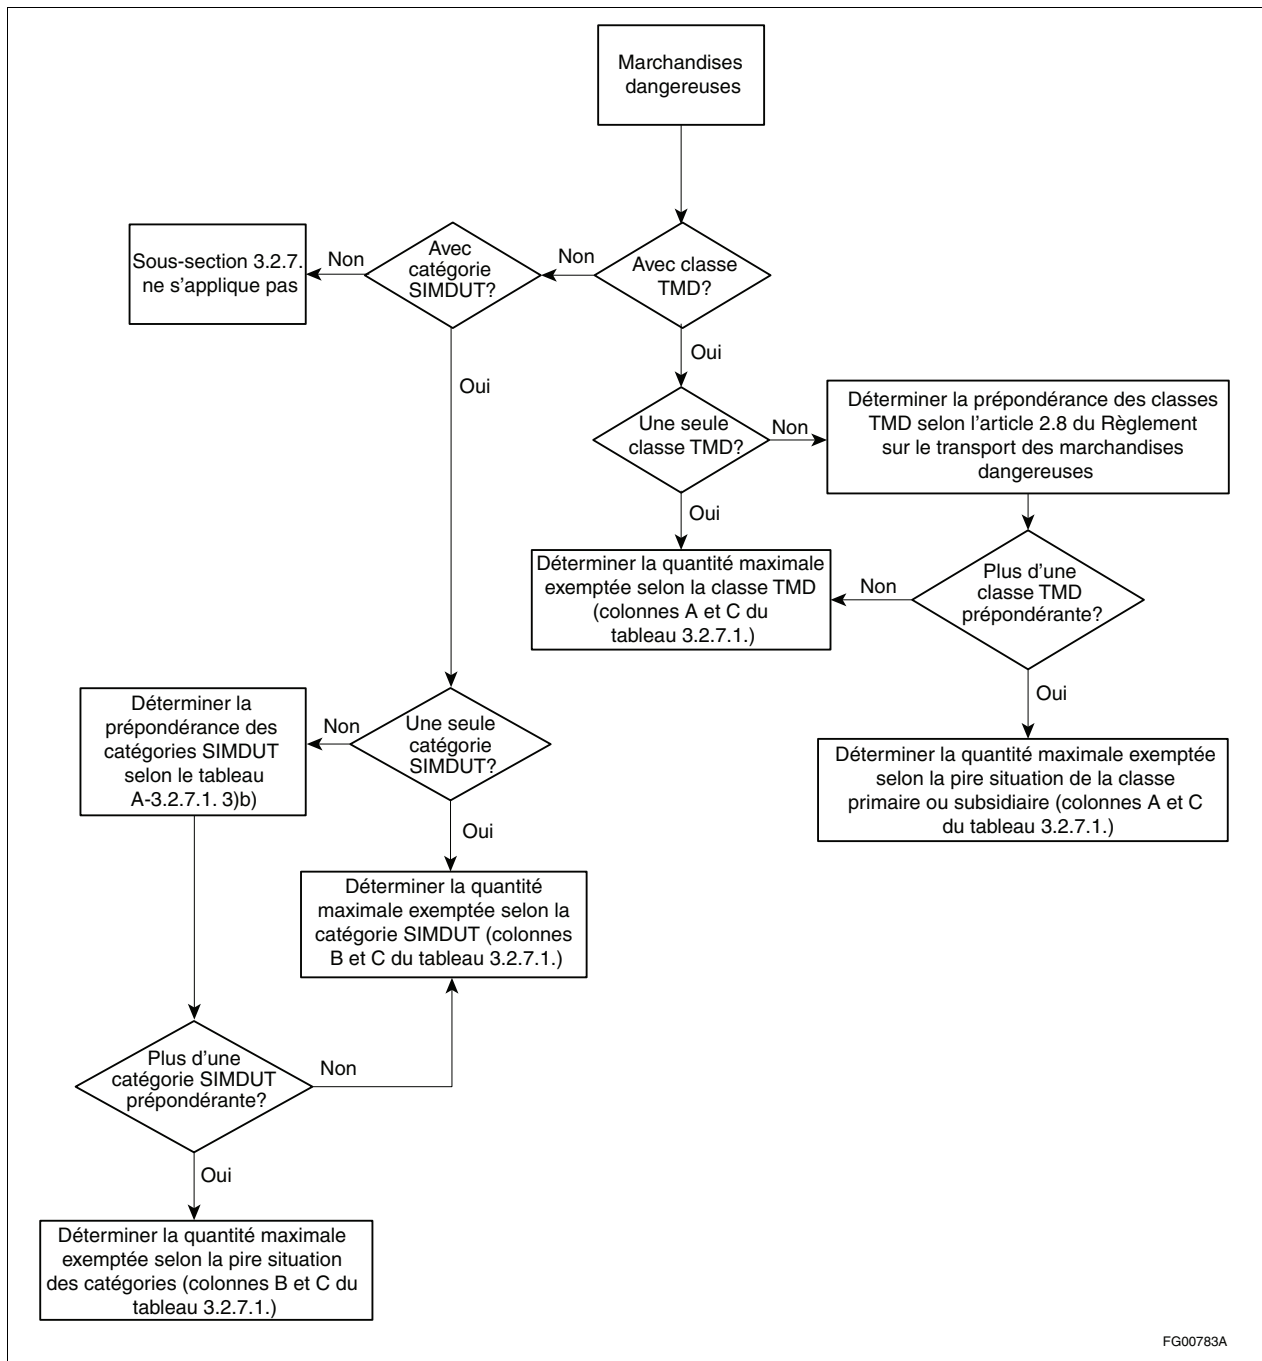 Marchandises
dangereuses
Sous-section 3.2.7.
ne s'applique pas
Non
Avec
catégorie
SIMDUT?
Non
Avec classe
TMD?
Oui
Oui
Une seule
classe TMD?
Non
Déterminer la prépondérance des classes
TMD selon l'article 2.8 du Règlement
sur le transport des marchandises
dangereuses
Oui
Déterminer la quantité maximale
exemptée selon la classe TMD
(colonnes A et C du
tableau 3.2.7.1.)
Non
Plus d'une
classe TMD
prépondérante?
Oui
Déterminer la quantité maximale exemptée
selon la pire situation de la classe
primaire ou subsidiaire (colonnes A et C
du tableau 3.2.7.1.)
Déterminer la
prépondérance des
catégories SIMDUT
selon le tableau
A-3.2.7.1. 3)b)
Non
Une seule
catégorie
SIMDUT?
Oui
Déterminer la quantité
maximale exemptée selon la
catégorie SIMDUT (colonnes
B et C du tableau 3.2.7.1.)
Plus d'une
catégorie SIMDUT
prépondérante?
Non
Oui
Déterminer la quantité maximale
exemptée selon la pire situation
des catégories (colonnes B et C du
tableau 3.2.7.1.)
FG00783A